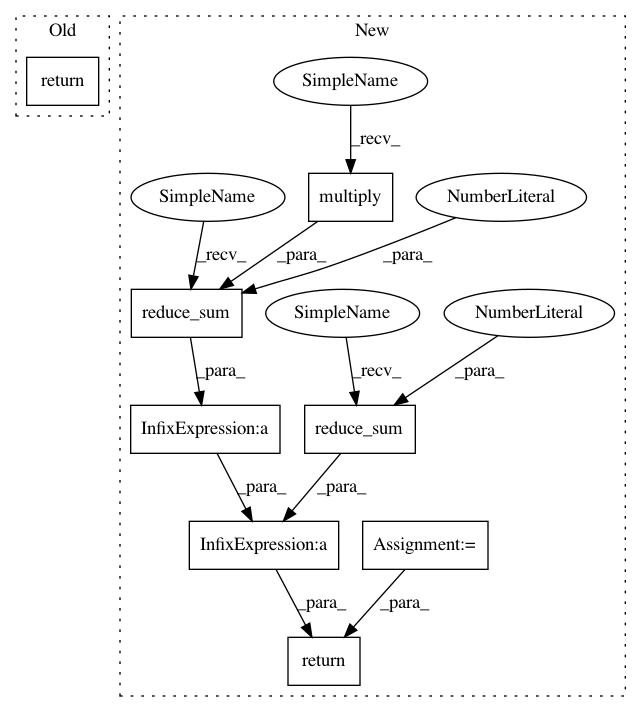 Old
New
return
SimpleName
_recv_
SimpleName
multiply
NumberLiteral
_recv_
_para_
_para_
reduce_sum
SimpleName
NumberLiteral
_para_
_recv_
_para_
InfixExpression:a
reduce_sum
_para_
_para_
InfixExpression:a
Assignment:=
_para_
_para_
return